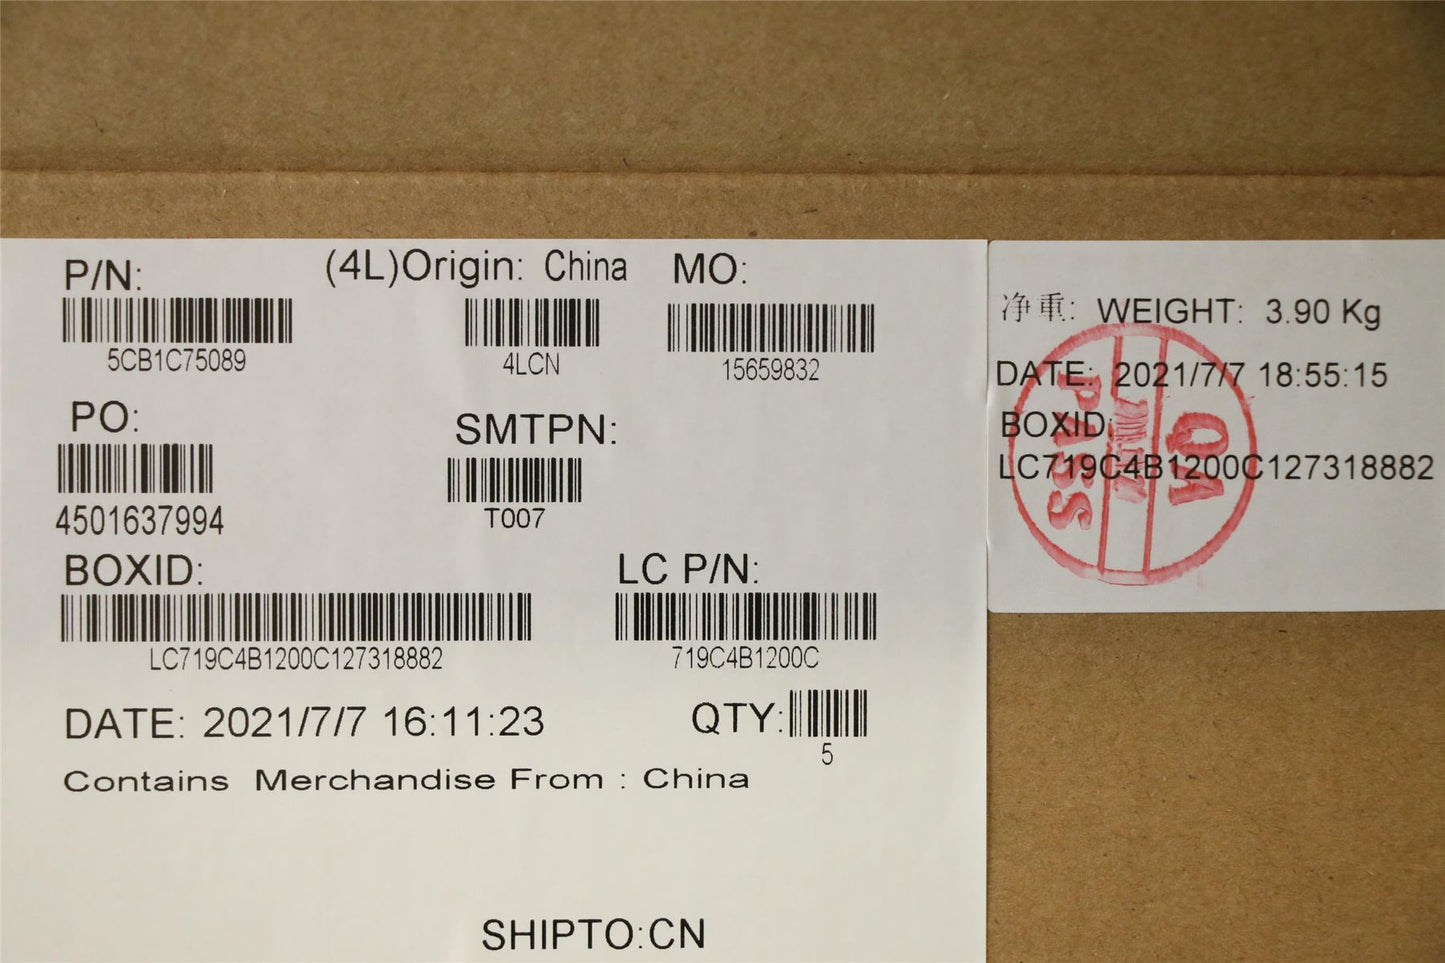 P/N:
(4L)Origin: China
MO:
5CB1C75089
4LCN
15659832
PO:
SMTPN:
4501637994
T007
BOXID:
LC P/N:
LC719C4B1200C127318882
719C4B1200C
DATE: 2021/7/7 16:11:23
QTY:
5
Contains Merchandise From : China
SHIPTO:CN
净重: WEIGHT: 3.90 Kg
DATE: 2021/7/7 18:55:15
BOXID:
LC719C4B1200C127318882
QA
PASS